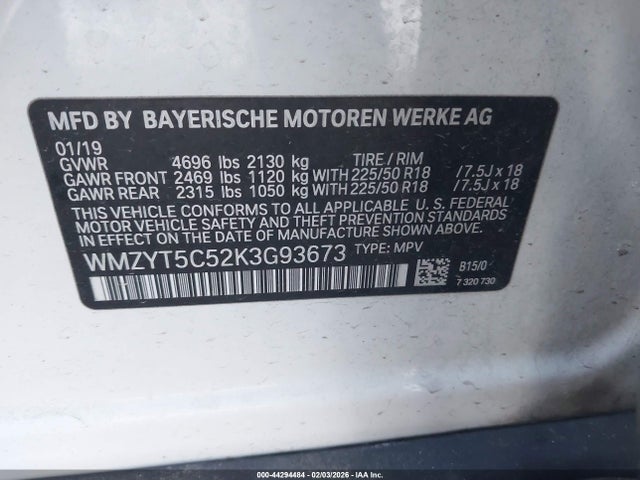 MFD BY BAYERISCHE MOTOREN WERKE AG
01/19
GVWR 4696 lbs 2130 kg TIRE / RIM
GAWR FRONT 2469 lbs 1120 kg WITH 225/50 R18 /7.5J x 18
GAWR REAR 2315 lbs 1050 kg WITH 225/50 R18 /7.5J x 18
THIS VEHICLE CONFORMS TO ALL APPLICABLE U. S. FEDERAL
MOTOR VEHICLE SAFETY AND THEFT PREVENTION STANDARDS
IN EFFECT ON THE DATE OF MANUFACTURE SHOWN ABOVE.
WMZYT5C52K3G93673 TYPE: MPV
B15/0
7 320 730
000-44294484 - 02/03/2026 - IAA Inc.